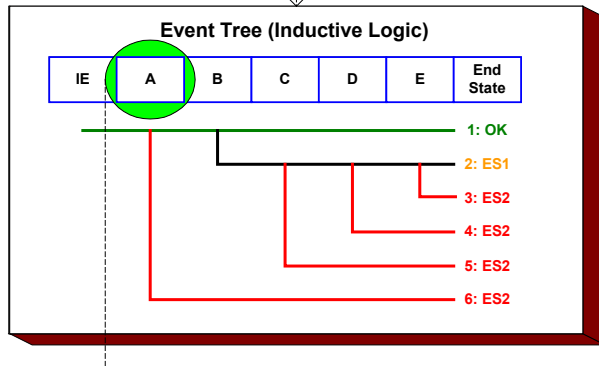 Event Tree (Inductive Logic)
IE A B C D E End
State
1: OK
2: ES1
3: ES2
4: ES2
5: ES2
6: ES2